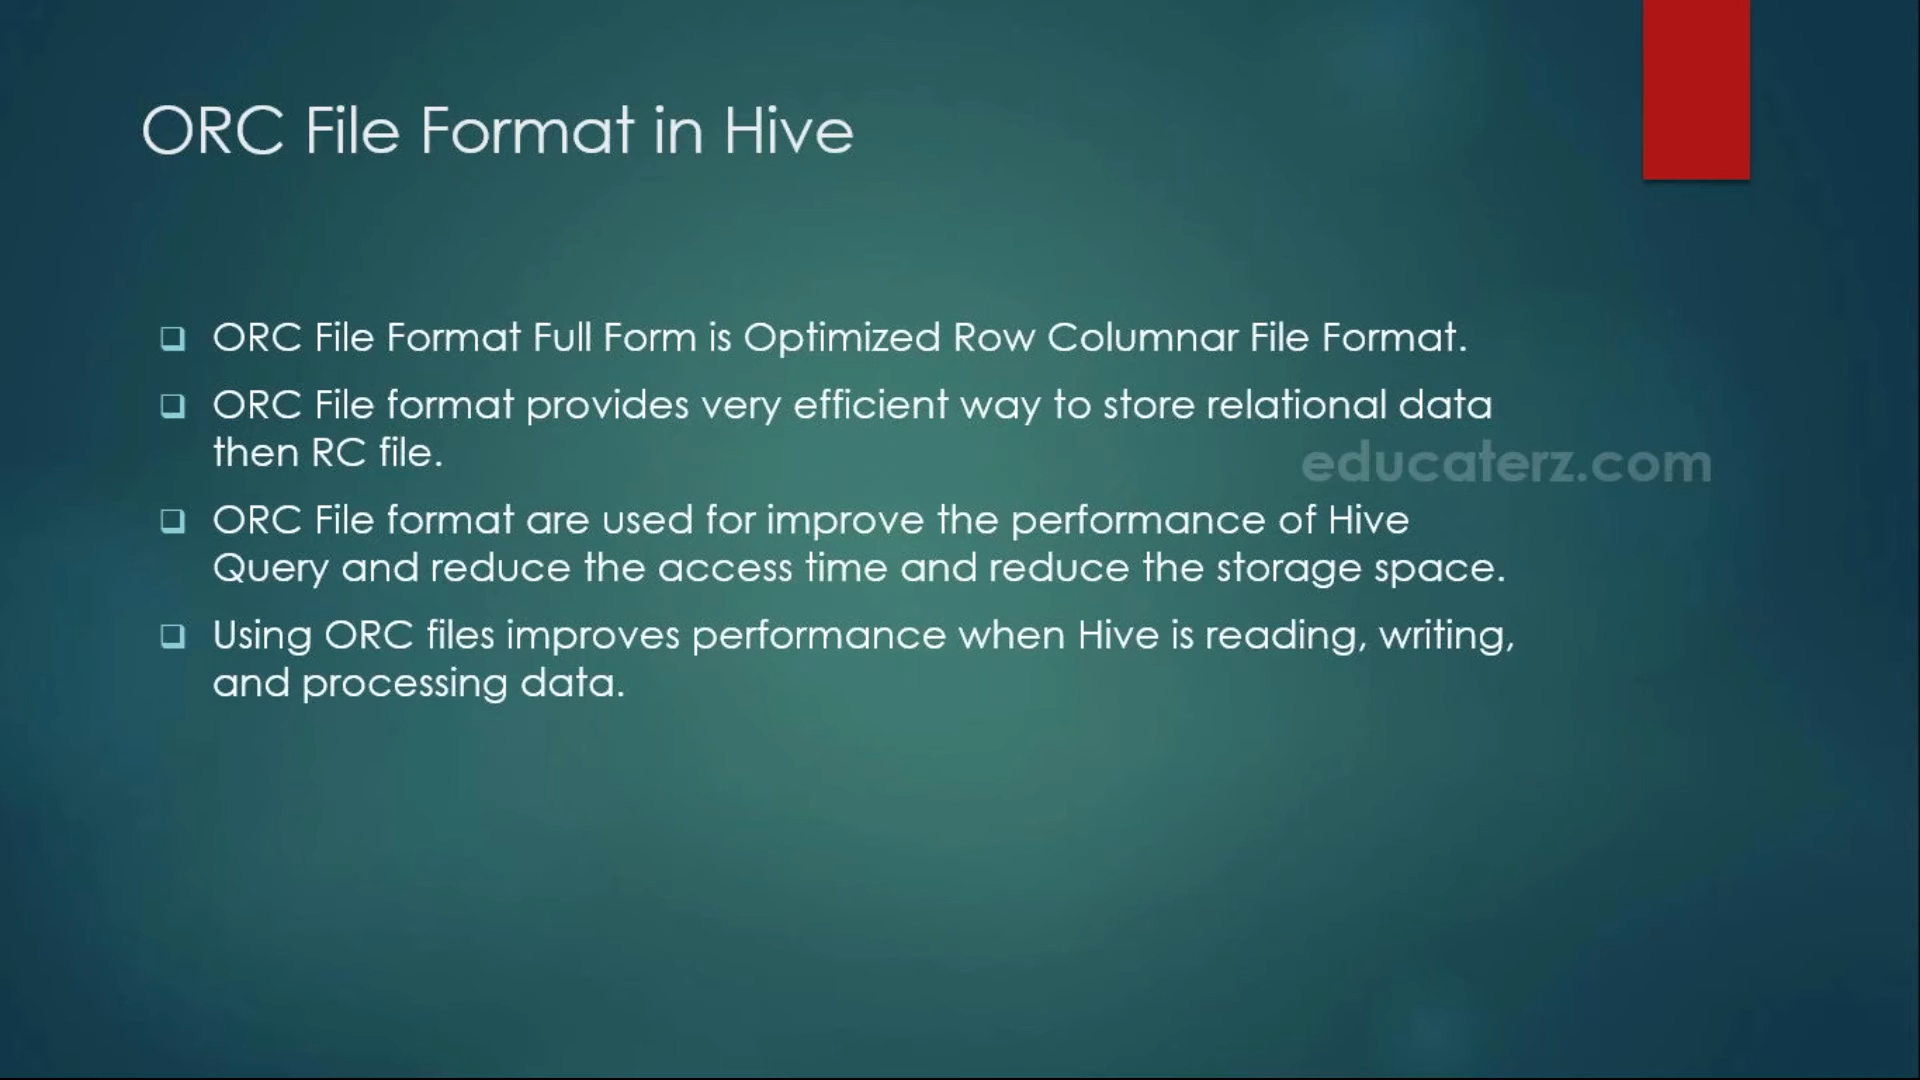 ORC File Format in Hive
ORC File Format Full Form is Optimized Row Columnar File Format.
ORC File format provides very efficient way to store relational data
then RC file.
educaterz.com
ORC File format are used for improve the performance of Hive
Query and reduce the access time and reduce the storage space.
Using ORC files improves performance when Hive is reading, writing,
and processing data.